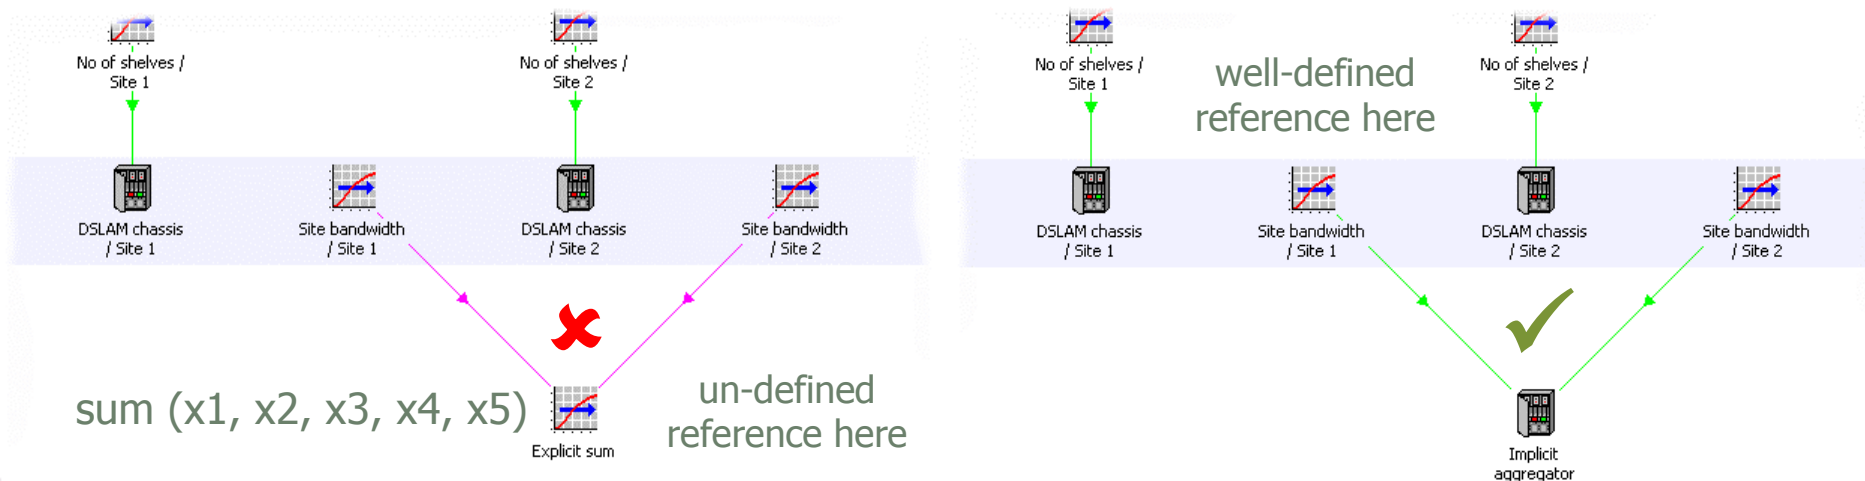 No of shelves /
Site 1
No of shelves /
Site 2
DSLAM chassis
/ Site 1
Site bandwidth
/ Site 1
DSLAM chassis
/ Site 2
Site bandwidth
/ Site 2
sum (x1, x2, x3, x4, x5)
Explicit sum
un-defined
reference here
No of shelves /
Site 1
well-defined
reference here
No of shelves /
Site 2
DSLAM chassis
/ Site 1
Site bandwidth
/ Site 1
DSLAM chassis
/ Site 2
Site bandwidth
/ Site 2
Implicit
aggregator